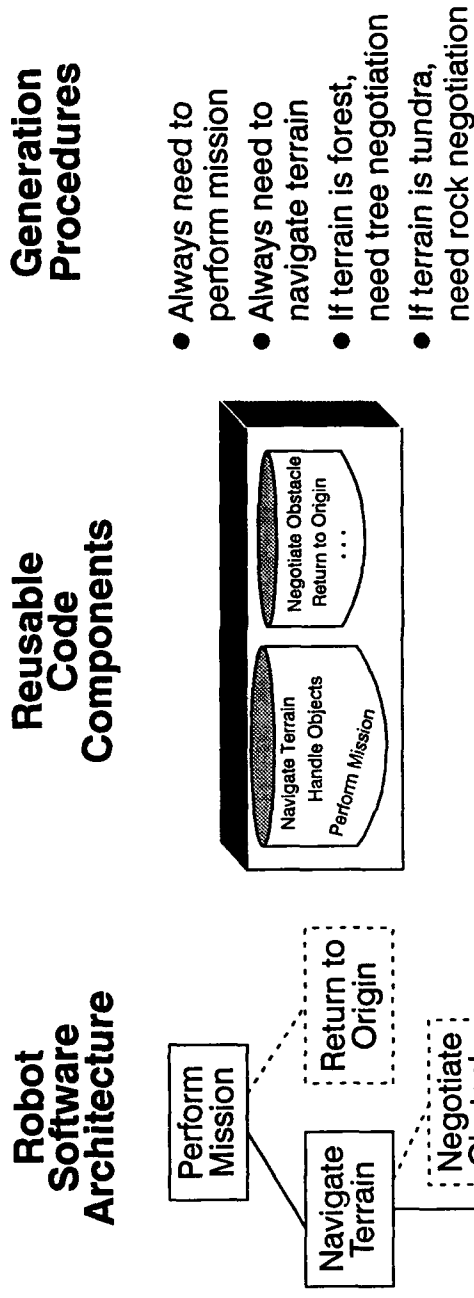 Robot
Software
Architecture
Perform
Mission
Return to
Origin
Navigate
Terrain
Negotiate
Reusable
Code
Components
Navigate Terrain
Handle Objects
Perform Mission
Negotiate Obstacle
Return to Origin
. . .
Generation
Procedures
● Always need to
perform mission
● Always need to
navigate terrain
● If terrain is forest,
need tree negotiation
● If terrain is tundra,
need rock negotiation